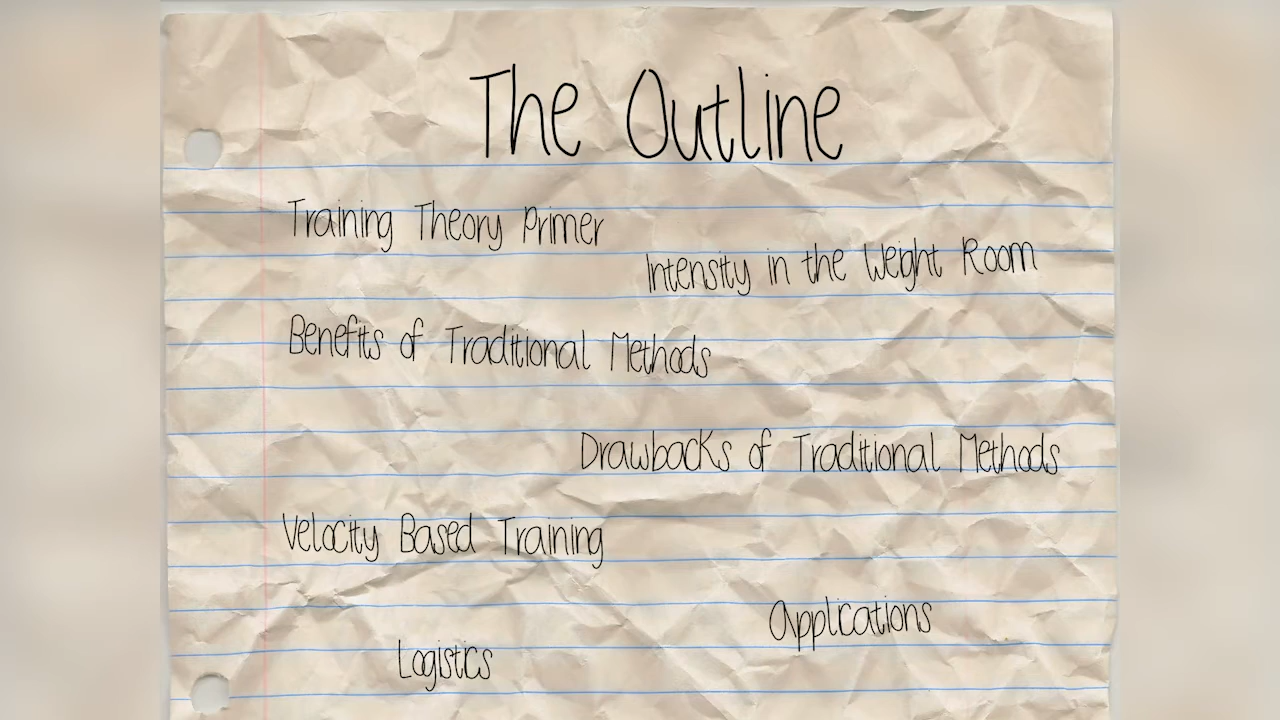 The Outline
Training Theory Primer
Intensity in the Weight Room
Benefits of Traditional Methods
Drawbacks of Traditional Methods
Velocity Based Training
Applications
Logistics